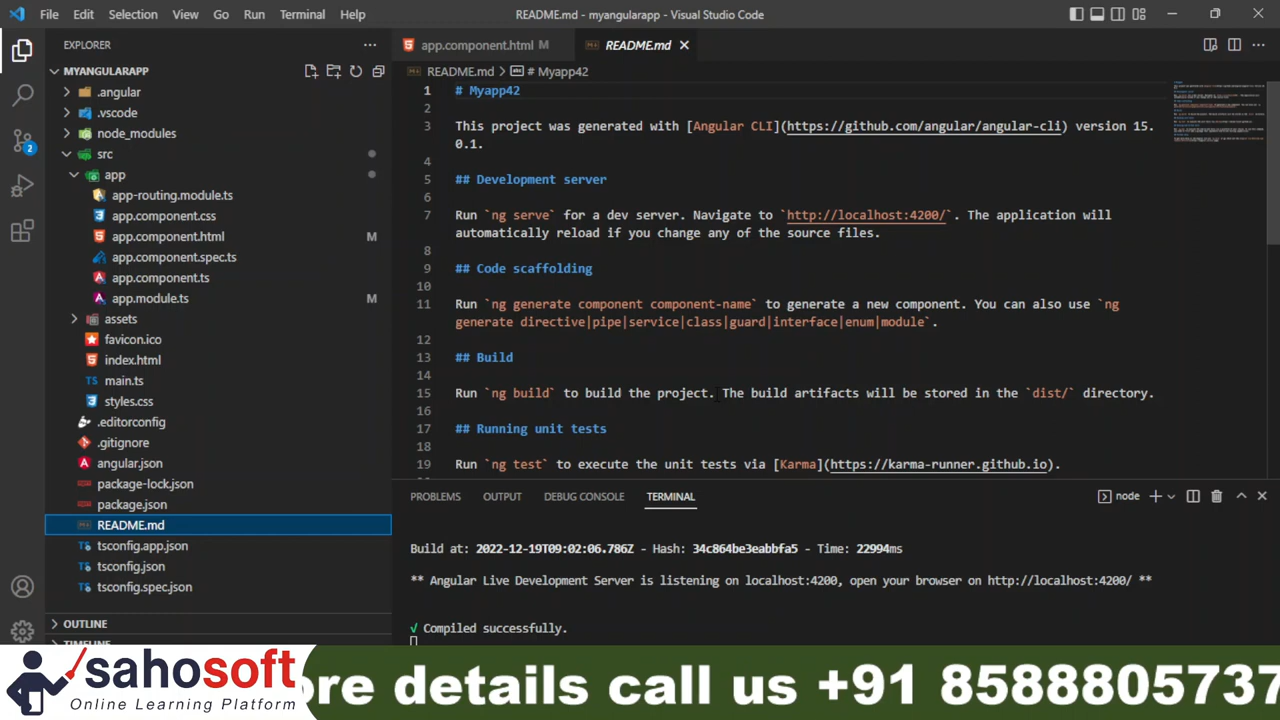 File Edit Selection View Go Run Terminal Help README.md - myangularapp - Visual Studio Code
EXPLORER
MYANGULARAPP
.angular
.vscode
node_modules
src
app
app-routing.module.ts
app.component.css
app.component.html M
app.component.spec.ts
app.component.ts
app.module.ts M
assets
favicon.ico
index.html
main.ts
styles.css
.editorconfig
.gitignore
angular.json
package-lock.json
package.json
README.md
tsconfig.app.json
tsconfig.json
tsconfig.spec.json
OUTLINE
TIMELINE
2
app.component.html M README.md
README.md > # Myapp42
1 # Myapp42
2
3 This project was generated with [Angular CLI](https://github.com/angular/angular-cli) version 15.
0.1.
4
5 ## Development server
6
7 Run `ng serve` for a dev server. Navigate to `http://localhost:4200/`. The application will
automatically reload if you change any of the source files.
8
9 ## Code scaffolding
10
11 Run `ng generate component component-name` to generate a new component. You can also use `ng
generate directive|pipe|service|class|guard|interface|enum|module`.
12
13 ## Build
14
15 Run `ng build` to build the project. The build artifacts will be stored in the `dist/` directory.
16
17 ## Running unit tests
18
19 Run `ng test` to execute the unit tests via [Karma](https://karma-runner.github.io).
PROBLEMS OUTPUT DEBUG CONSOLE TERMINAL node
Build at: 2022-12-19T09:02:06.786Z - Hash: 34c864be3eabbfa5 - Time: 22994ms
** Angular Live Development Server is listening on localhost:4200, open your browser on http://localhost:4200/ **
√ Compiled successfully.
sahosoft
Online Learning Platform
ore details call us +91 8588805737